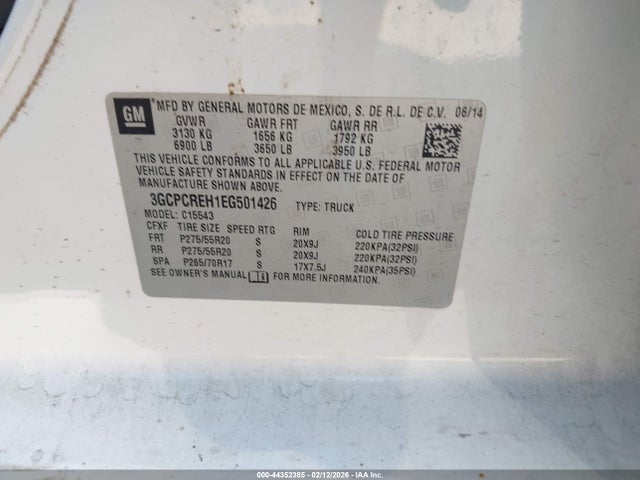 GM
MFD BY GENERAL MOTORS DE MEXICO, S. DE R.L. DE C.V. 06/14
GVWR GAWR FRT GAWR RR
3130 KG 1656 KG 1792 KG
6900 LB 3650 LB 3950 LB
THIS VEHICLE CONFORMS TO ALL APPLICABLE U.S. FEDERAL MOTOR
VEHICLE SAFETY STANDARDS IN EFFECT ON THE DATE OF
MANUFACTURE SHOWN ABOVE.
3GCPCREH1EG501426 TYPE: TRUCK
MODEL: C15543
CFXF TIRE SIZE SPEED RTG RIM COLD TIRE PRESSURE
FRT P275/55R20 S 20X9J 220KPA(32PSI)
RR P275/55R20 S 20X9J 220KPA(32PSI)
SPA P265/70R17 S 17X7.5J 240KPA(35PSI)
SEE OWNER'S MANUAL
000-44352385 | 02/12/2026 - IAA Inc.